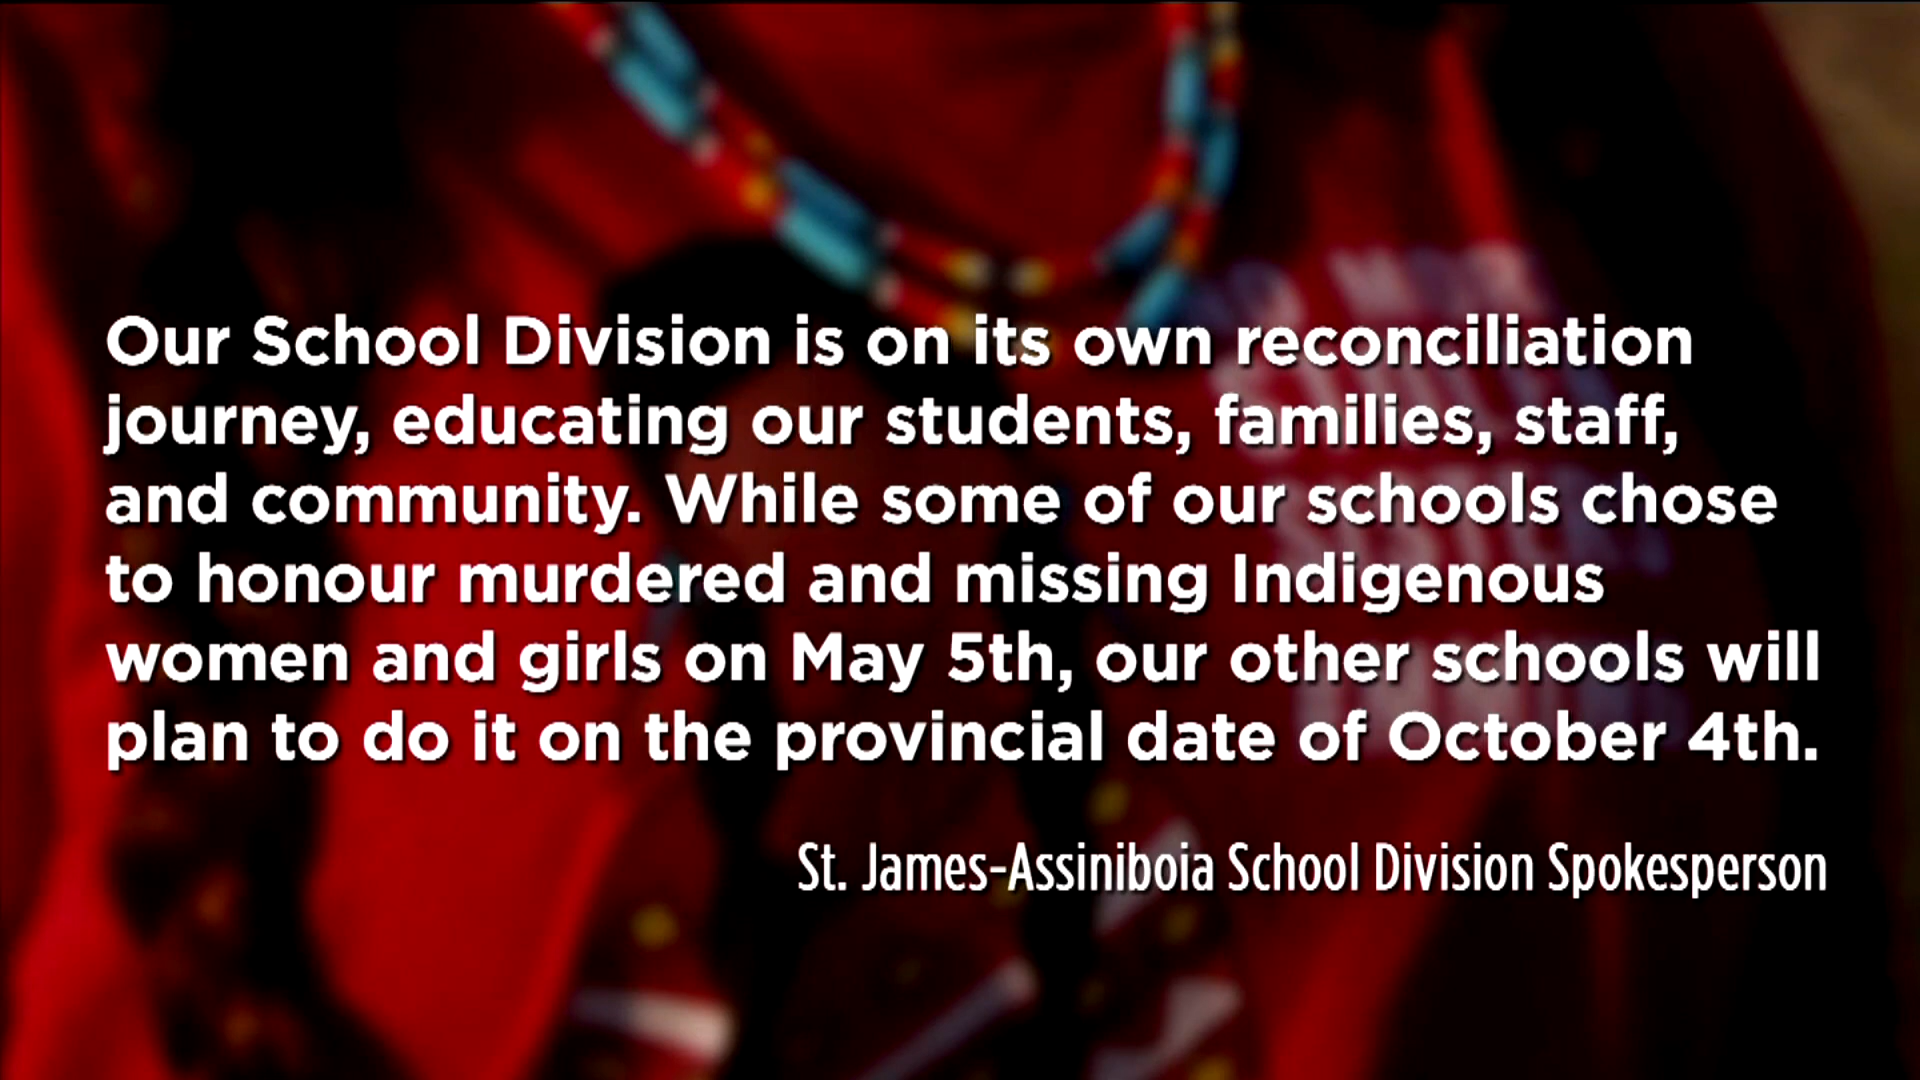 Our School Division is on its own reconciliation
journey, educating our students, families, staff,
and community. While some of our schools chose
to honour murdered and missing Indigenous
women and girls on May 5th, our other schools will
plan to do it on the provincial date of October 4th.
St. James-Assiniboia School Division Spokesperson